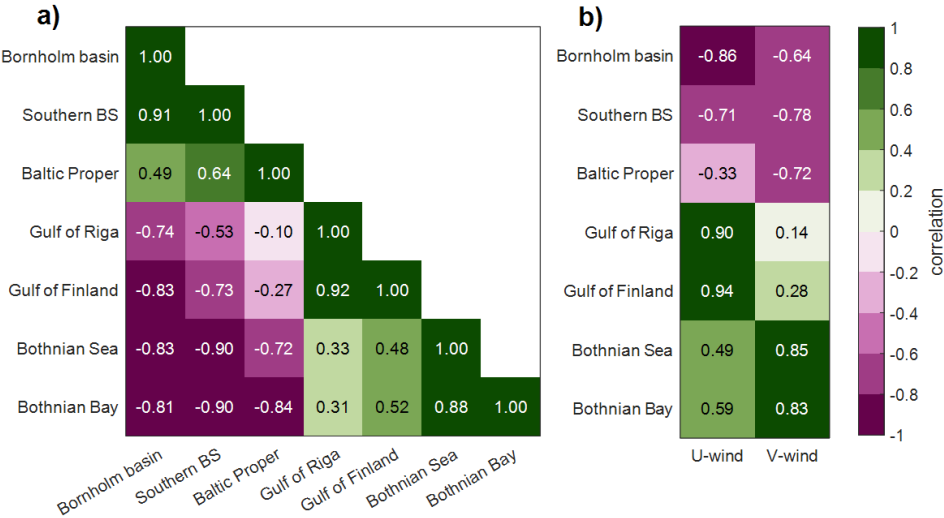 a)
Bornholm basin 1.00
Southern BS 0.91 1.00
Baltic Proper 0.49 0.64 1.00
Gulf of Riga -0.74 -0.53 -0.10 1.00
Gulf of Finland -0.83 -0.73 -0.27 0.92 1.00
Bothnian Sea -0.83 -0.90 -0.72 0.33 0.48 1.00
Bothnian Bay -0.81 -0.90 -0.84 0.31 0.52 0.88 1.00
Bornholm basin
Southern BS
Baltic Proper
Gulf of Riga
Gulf of Finland
Bothnian Sea
Bothnian Bay
b)
Bornholm basin -0.86 -0.64
Southern BS -0.71 -0.78
Baltic Proper -0.33 -0.72
Gulf of Riga 0.90 0.14
Gulf of Finland 0.94 0.28
Bothnian Sea 0.49 0.85
Bothnian Bay 0.59 0.83
U-wind V-wind
1
0.8
0.6
0.4
0.2
0
-0.2
-0.4
-0.6
-0.8
-1
correlation